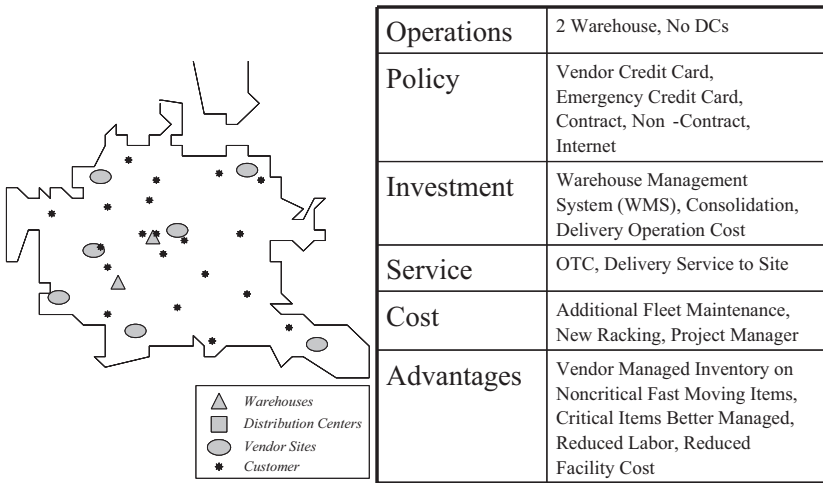 Operations
2 Warehouse, No DCs
Policy
Vendor Credit Card,
Emergency Credit Card,
Contract, Non -Contract,
Internet
Investment
Warehouse Management
System (WMS), Consolidation,
Delivery Operation Cost
Service
OTC, Delivery Service to Site
Cost
Additional Fleet Maintenance,
New Racking, Project Manager
Advantages
Vendor Managed Inventory on
Noncritical Fast Moving Items,
Critical Items Better Managed,
Reduced Labor, Reduced
Facility Cost
Warehouses
Distribution Centers
Vendor Sites
Customer